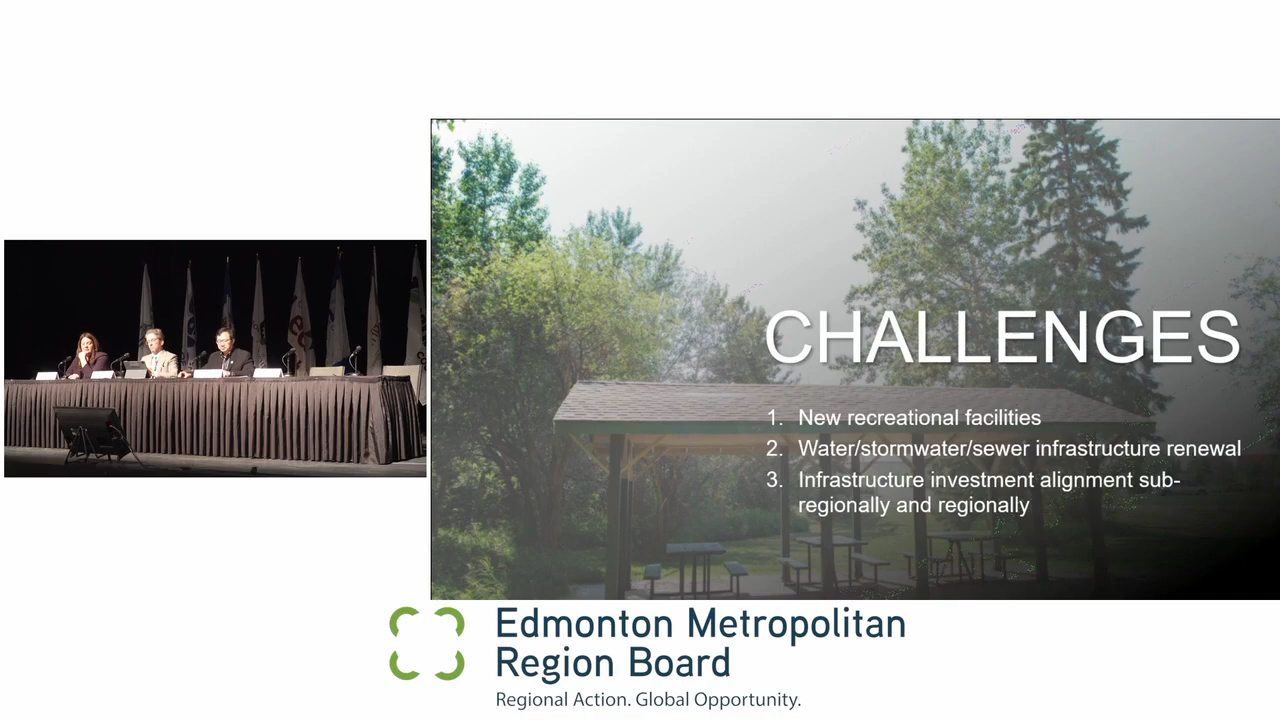 CHALLENGES
1. New recreational facilities
2. Water/stormwater/sewer infrastructure renewal
3. Infrastructure investment alignment sub-
regionally and regionally
Edmonton Metropolitan
Region Board
Regional Action. Global Opportunity.